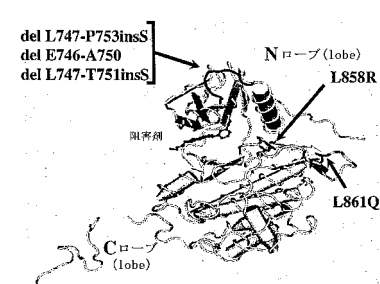 del L747-P753insS
del E746-A750
del L747-T751insS
N ローブ (lobe)
L858R
阻害剤
L861Q
C ローブ
(lobe)